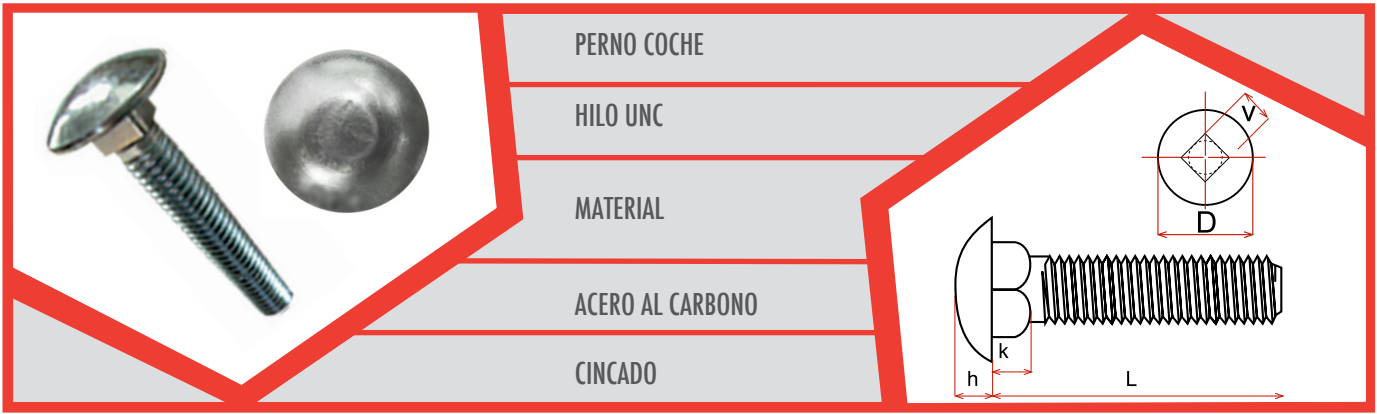 PERNO COCHE
HILO UNC
MATERIAL
ACERO AL CARBONO
CINCADO
V
D
k
h
L